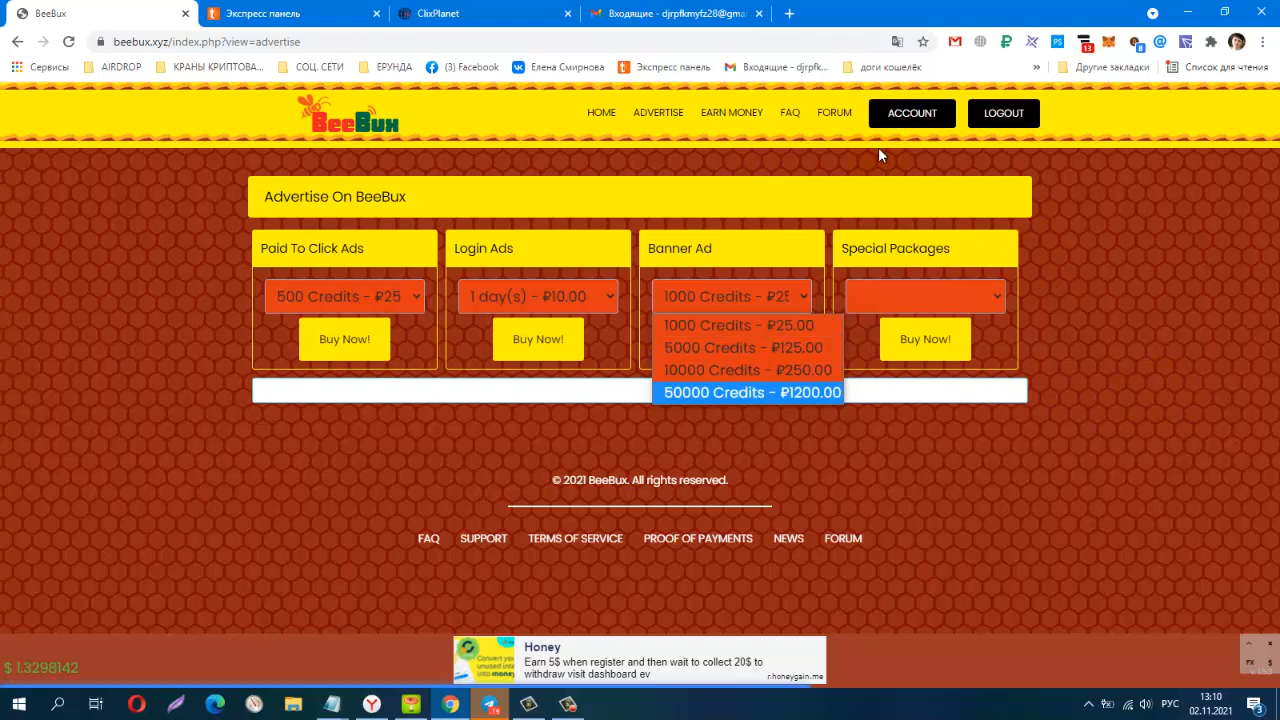 BeeBux
Экспресс панель
ClixPlanet
Входящие - djrpfkmyfz28@gma
beebux.xyz/index.php?view=advertise
Сервисы
AIRDROP
КРАНЫ КРИПТОВА...
СОЦ. СЕТИ
ЕРУНДА
(3) Facebook
Елена Смирнова
Экспресс панель
Входящие - djrpfk...
доги кошелёк
»
Другие закладки
Список для чтения
BeeBux
HOME
ADVERTISE
EARN MONEY
FAQ
FORUM
ACCOUNT
LOGOUT
Advertise On BeeBux
Paid To Click Ads
Login Ads
Banner Ad
Special Packages
500 Credits - ₽25
1 day(s) - ₽10.00
1000 Credits - ₽25
Buy Now!
Buy Now!
Buy Now!
1000 Credits - ₽25.00
5000 Credits - ₽125.00
10000 Credits - ₽250.00
50000 Credits - ₽1200.00
© 2021 BeeBux. All rights reserved.
FAQ
SUPPORT
TERMS OF SERVICE
PROOF OF PAYMENTS
NEWS
FORUM
$ 1.3298142
Honey
Earn 5$ when register and then wait to collect 20$ to
withdraw visit dashboard ev
r.honeygain.me
РУС
13:10
02.11.2021